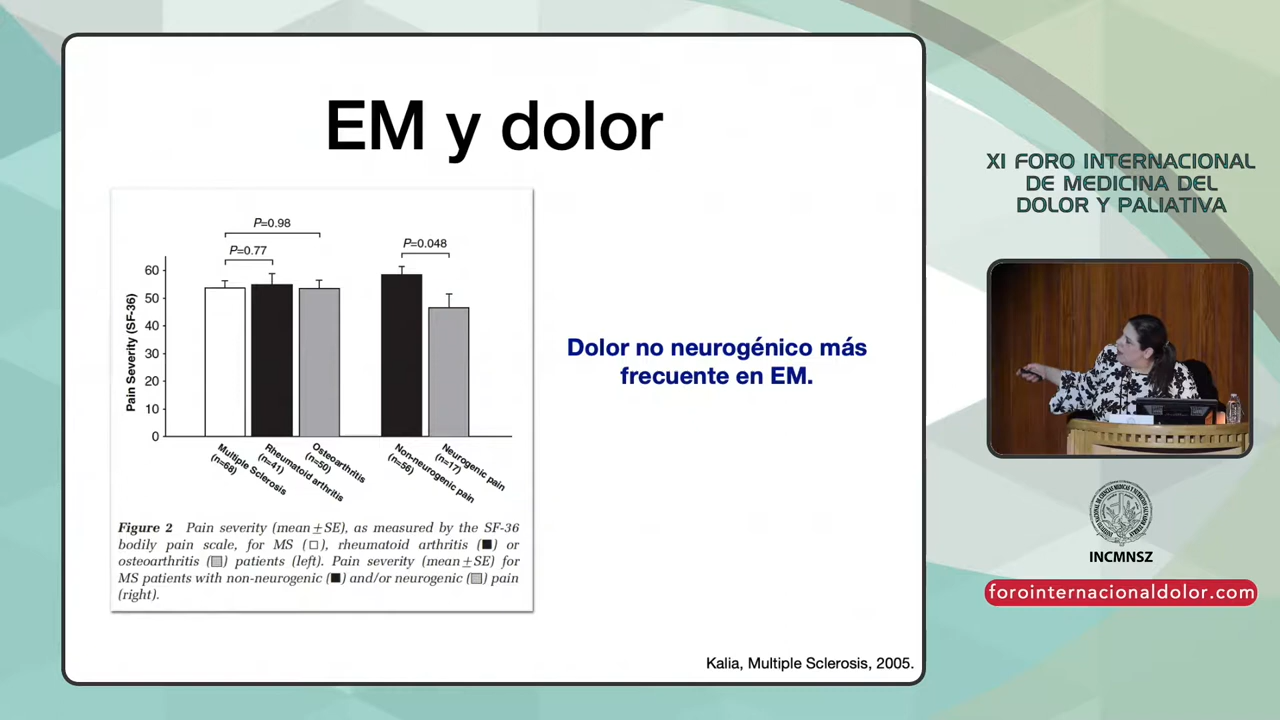 EM y dolor
P=0.98
P=0.77
P=0.048
Pain Severity (SF-36)
60
50
40
30
20
10
0
Multiple Sclerosis
(n=68)
Rheumatoid arthritis
(n=41)
Osteoarthritis
(n=50)
Non-neurogenic pain
(n=56)
Neurogenic pain
(n=17)
Figure 2 Pain severity (mean±SE), as measured by the SF-36
bodily pain scale, for MS (□), rheumatoid arthritis (■) or
osteoarthritis (■) patients (left). Pain severity (mean±SE) for
MS patients with non-neurogenic (■) and/or neurogenic (■) pain
(right).
Dolor no neurogénico más
frecuente en EM.
Kalia, Multiple Sclerosis, 2005.
XI FORO INTERNACIONAL
DE MEDICINA DEL
DOLOR Y PALIATIVA
INCMNSZ
forointernacionaldolor.com